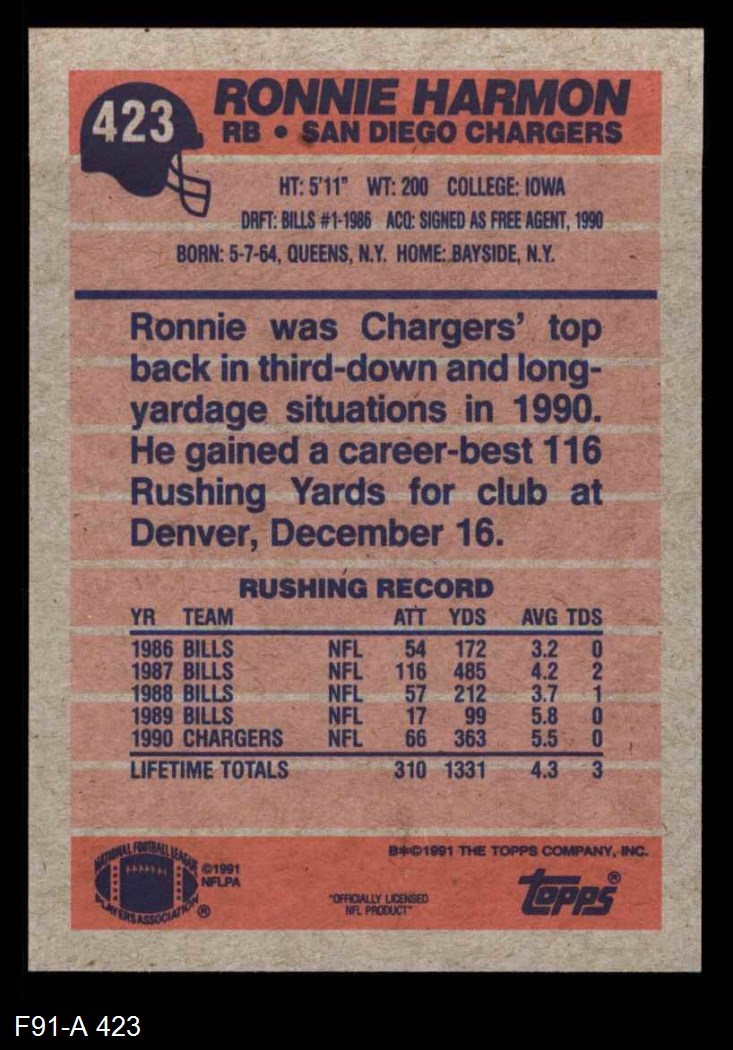 423
RONNIE HARMON
RB • SAN DIEGO CHARGERS
HT: 5'11" WT: 200 COLLEGE: IOWA
DRFT: BILLS #1-1986 ACQ: SIGNED AS FREE AGENT, 1990
BORN: 5-7-64, QUEENS, N.Y. HOME: BAYSIDE, N.Y.
Ronnie was Chargers' top
back in third-down and long-
yardage situations in 1990.
He gained a career-best 116
Rushing Yards for club at
Denver, December 16.
RUSHING RECORD
YR TEAM ATT YDS AVG TDS
1986 BILLS NFL 54 172 3.2 0
1987 BILLS NFL 116 485 4.2 2
1988 BILLS NFL 57 212 3.7 1
1989 BILLS NFL 17 99 5.8 0
1990 CHARGERS NFL 66 363 5.5 0
LIFETIME TOTALS 310 1331 4.3 3
NATIONAL FOOTBALL LEAGUE
PLAYERS ASSOCIATION ®
©1991
NFLPA
"OFFICIALLY LICENSED
NFL PRODUCT"
B*©1991 THE TOPPS COMPANY, INC.
topps®
F91-A 423